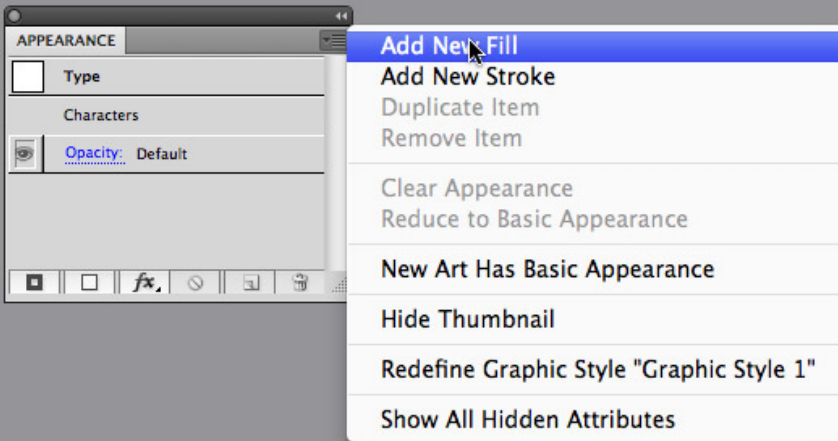 APPEARANCE
Type
Characters
Opacity: Default
fx
Add New Fill
Add New Stroke
Duplicate Item
Remove Item
Clear Appearance
Reduce to Basic Appearance
New Art Has Basic Appearance
Hide Thumbnail
Redefine Graphic Style "Graphic Style 1"
Show All Hidden Attributes